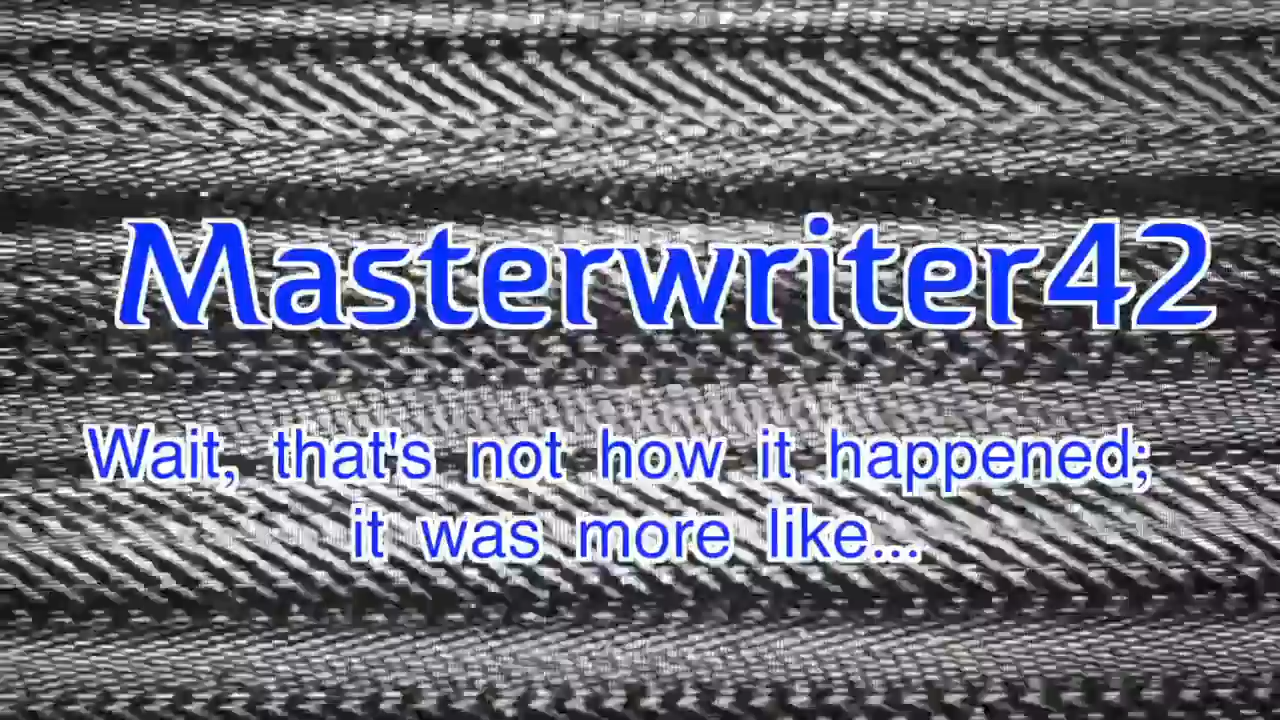 Masterwriter42
Wait, that's not how it happened;
it was more like...